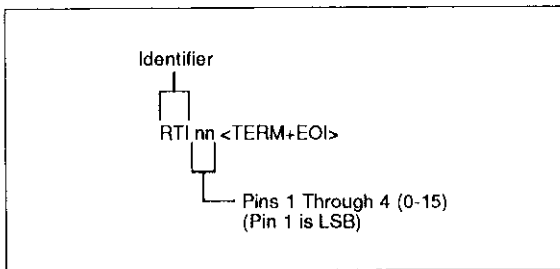 Identifier
RTI nn <TERM+EOI>
Pins 1 Through 4 (0-15)
(Pin 1 is LSB)